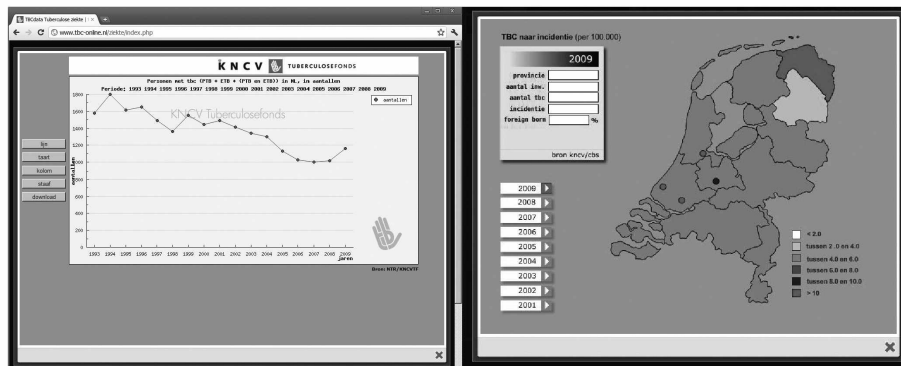 TBCdata Tuberculose ziekte |
www.tbc-online.nl/ziekte/index.php
KNCV TUBERCULOSEFONDS
Personen met tbc (PTB + ETB + (PTB en ETB)) in NL, in aantallen
Periode: 1993 1994 1995 1996 1997 1998 1999 2000 2001 2002 2003 2004 2005 2006 2007 2008 2009
aantallen
KNCV Tuberculosefonds
lijn
taart
kolom
staaf
download
aantallen
1800
1600
1400
1200
1000
800
600
400
200
0
1993 1994 1995 1996 1997 1998 1999 2000 2001 2002 2003 2004 2005 2006 2007 2008 2009
jaren
Bron: NTR/KNCVTF
TBC naar incidentie (per 100.000)
2009
provincie
aantal inw.
aantal tbc
incidentie
foreign born %
bron kncv/cbs
2009
2008
2007
2006
2005
2004
2003
2002
2001
< 2.0
tussen 2 .0 en 4.0
tussen 4.0 en 6.0
tussen 6.0 en 8.0
tussen 8.0 en 10.0
> 10